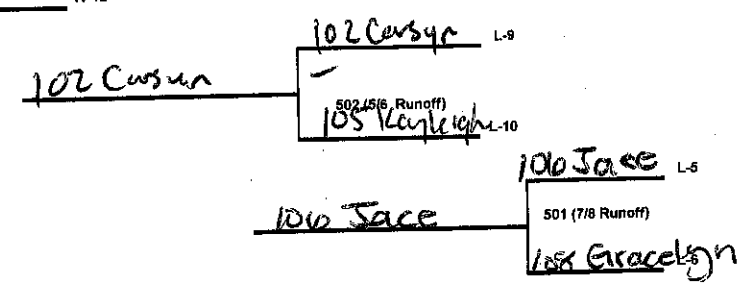 102 Carsyn L-9
102 Carsyn
502 (5/6 Runoff)
105 Kayleigh L-10
106 Jace L-5
106 Jace
501 (7/8 Runoff)
108 Gracelyn L-6